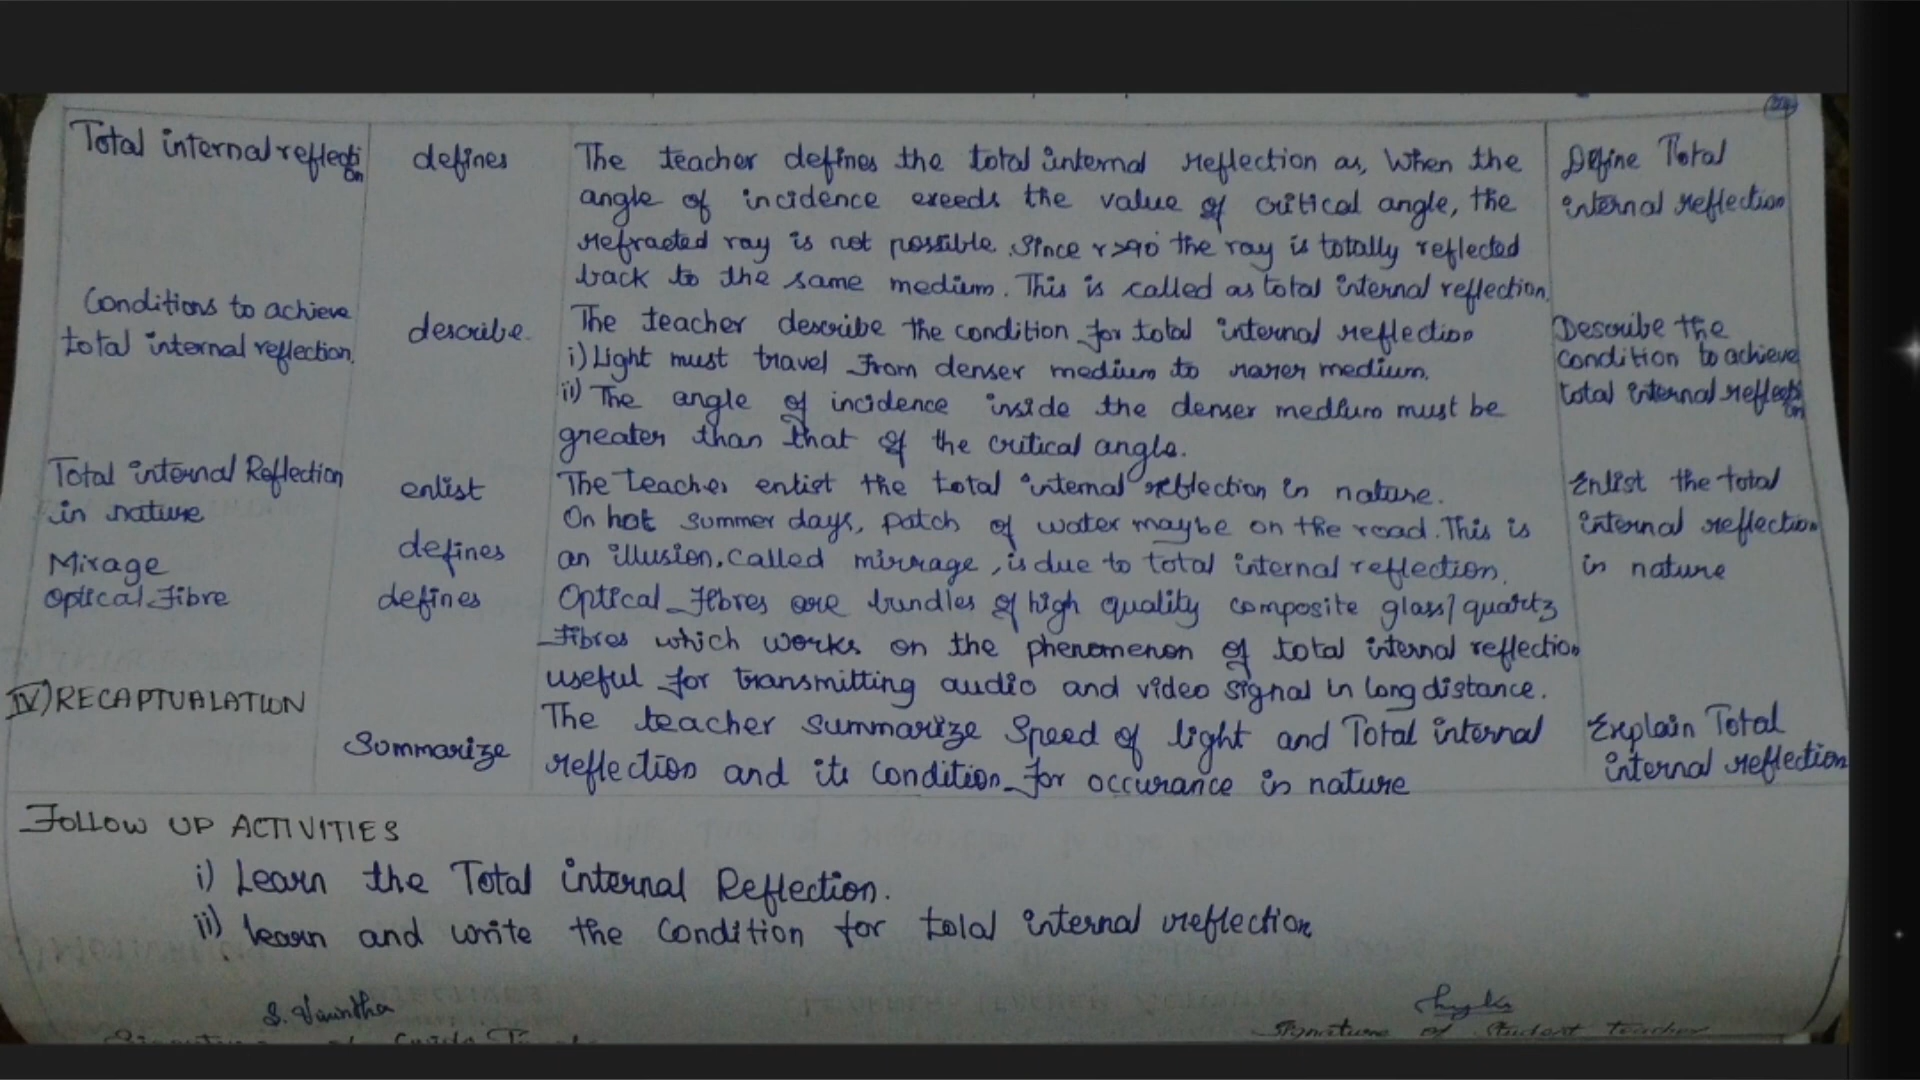 Total internal reflection
defines
The teacher defines the total internal reflection as, When the
angle of incidence exeeds the value of critical angle, the
refracted ray is not possible. Since r>90° the ray is totally reflected
back to the same medium. This is called as total internal reflection.
Define Total
internal reflection
Conditions to achieve
total internal reflection.
describe.
The teacher describe the condition for total internal reflection
i) Light must travel from denser medium to rarer medium.
ii) The angle of incidence inside the denser medium must be
greater than that of the critical angle.
Describe the
condition to achieve
total internal reflection
Total internal Reflection
in nature
enlist
The teacher enlist the total internal reflection in nature.
Enlist the total
internal reflection
in nature
Mirage
defines
On hot summer days, patch of water maybe on the road. This is
an illusion, called mirrage, is due to total internal reflection.
Optical Fibre
defines
Optical fibres are bundles of high quality composite glass/quartz
fibres which works on the phenomenon of total internal reflection
useful for transmitting audio and video signal in long distance.
IV) RECAPTUALATION
Summarize
The teacher summarize Speed of light and Total internal
reflection and its condition for occurance in nature
Explain Total
internal reflection
FOLLOW UP ACTIVITIES
i) Learn the Total internal Reflection.
ii) learn and write the condition for total internal reflection
Signature of Student teacher